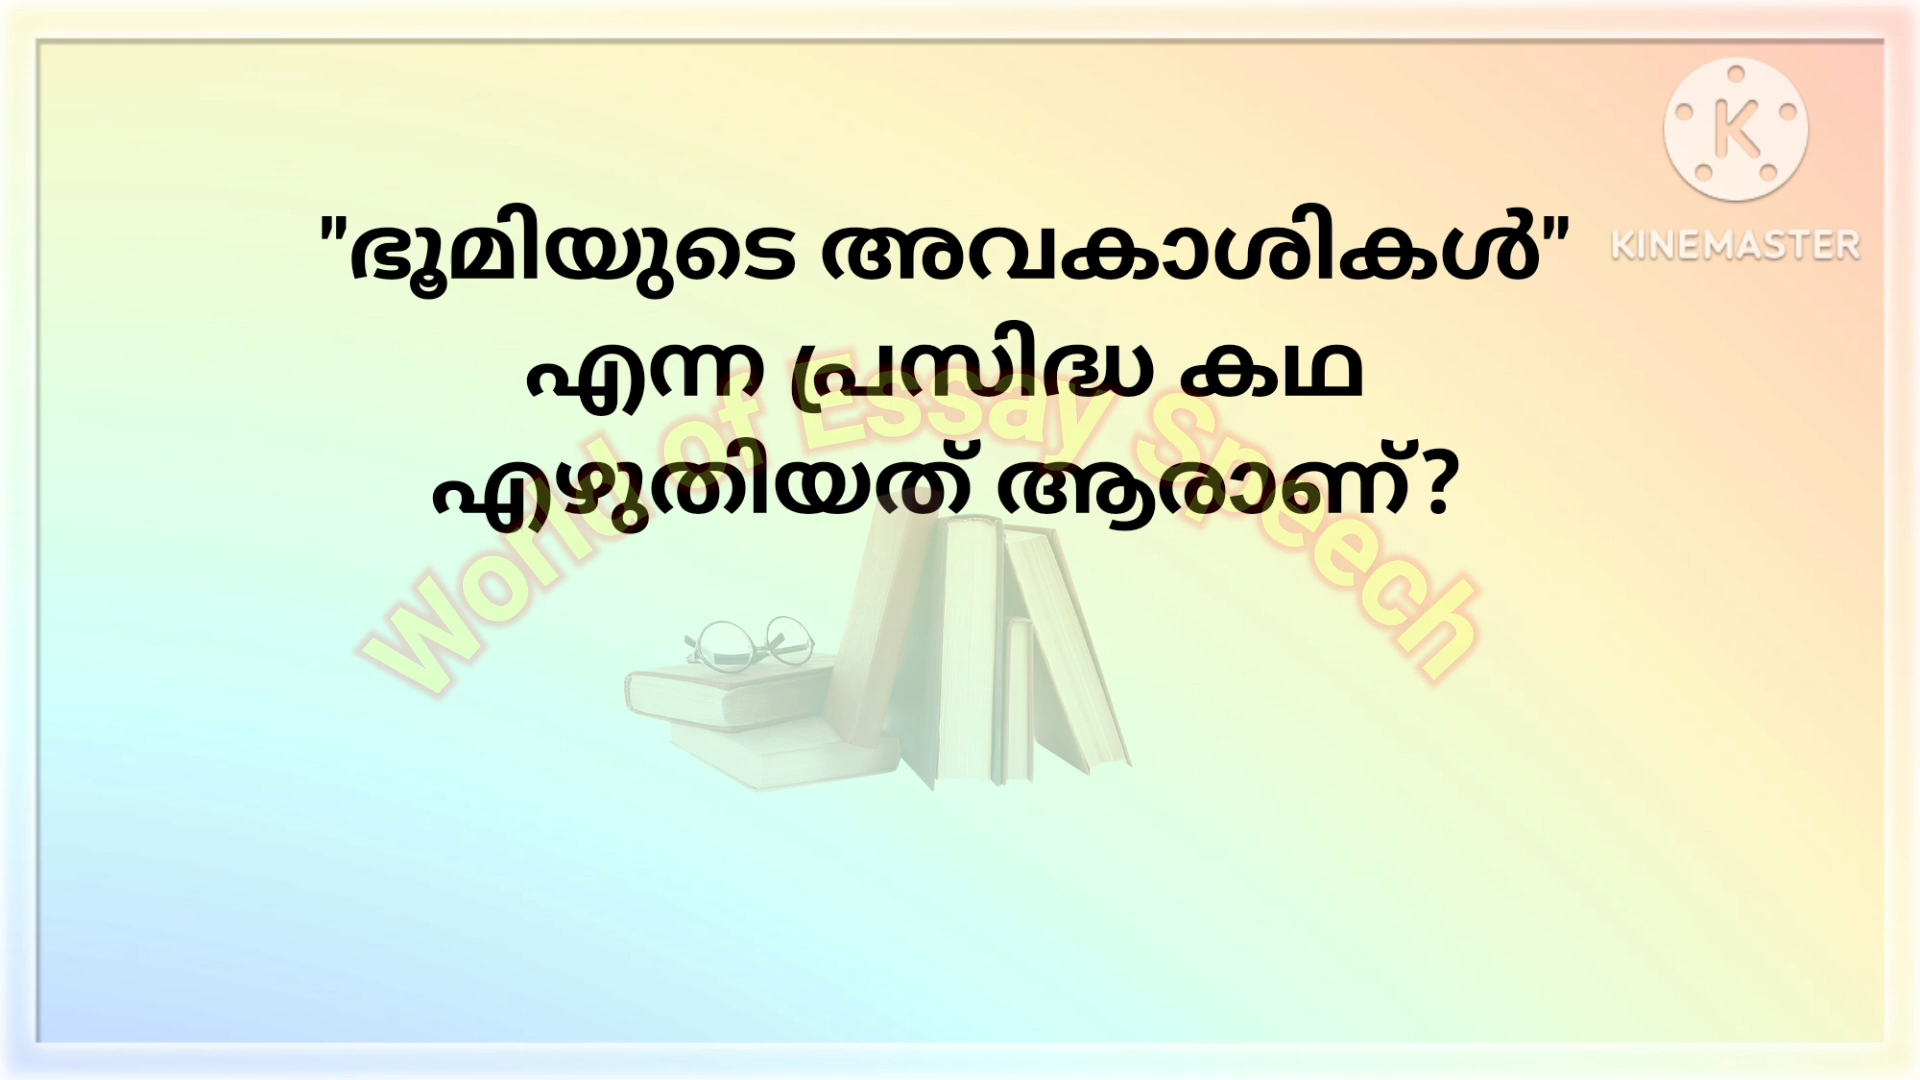 "ഭൂമിയുടെ അവകാശികൾ"
എന്ന പ്രസിദ്ധ കഥ
എഴുതിയത് ആരാണ്?
World of Essay Speech
K
KINEMASTER